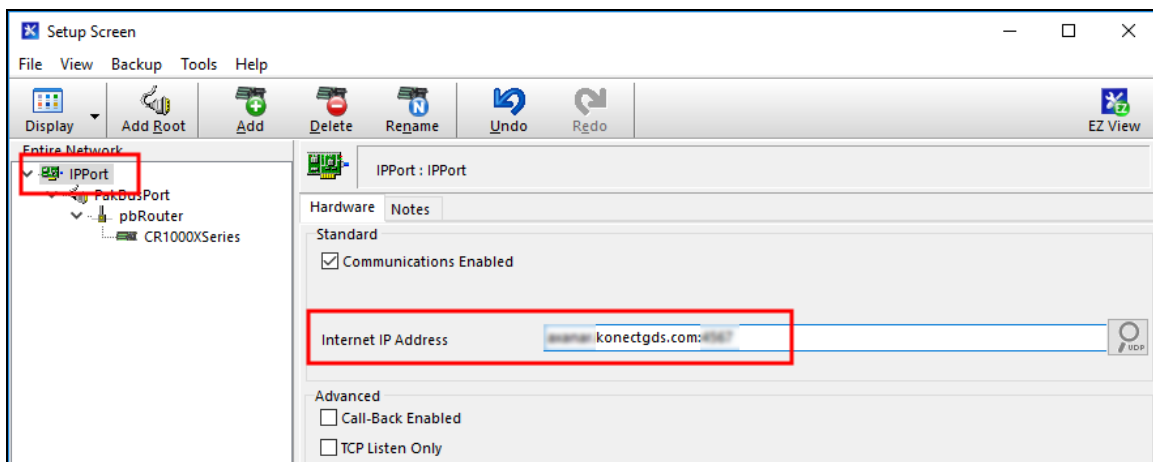 Setup Screen
File View Backup Tools Help
Display Add Root Add Delete Rename Undo Redo EZ View
Entire Network
IPPort
PakBusPort
pbRouter
CR1000XSeries
IPPort : IPPort
Hardware Notes
Standard
Communications Enabled
Internet IP Address konectgds.com:
UDP
Advanced
Call-Back Enabled
TCP Listen Only